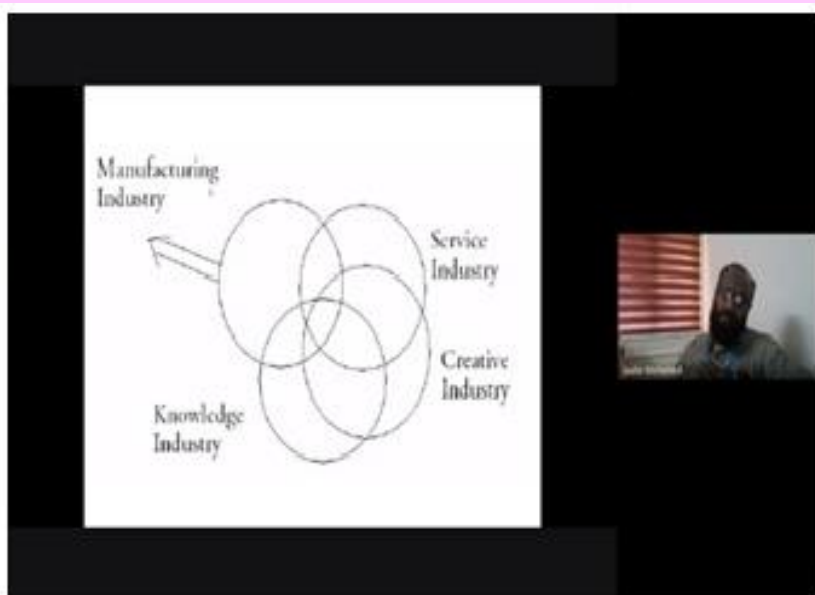 Manufacturing
Industry
Service
Industry
Creative
Industry
Knowledge
Industry